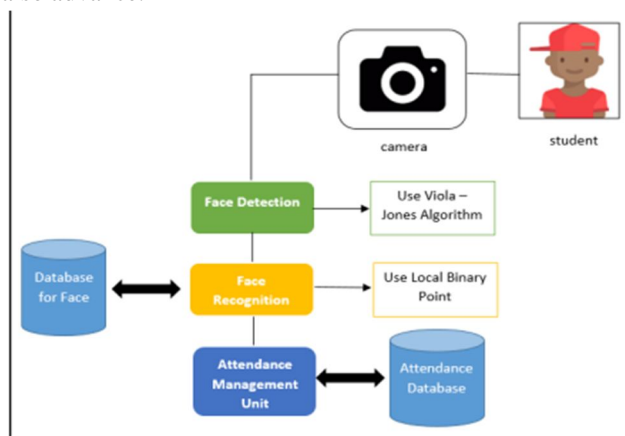 camera
student
Face Detection
Use Viola –
Jones Algorithm
Database
for Face
Face
Recognition
Use Local Binary
Point
Attendance
Management
Unit
Attendance
Database